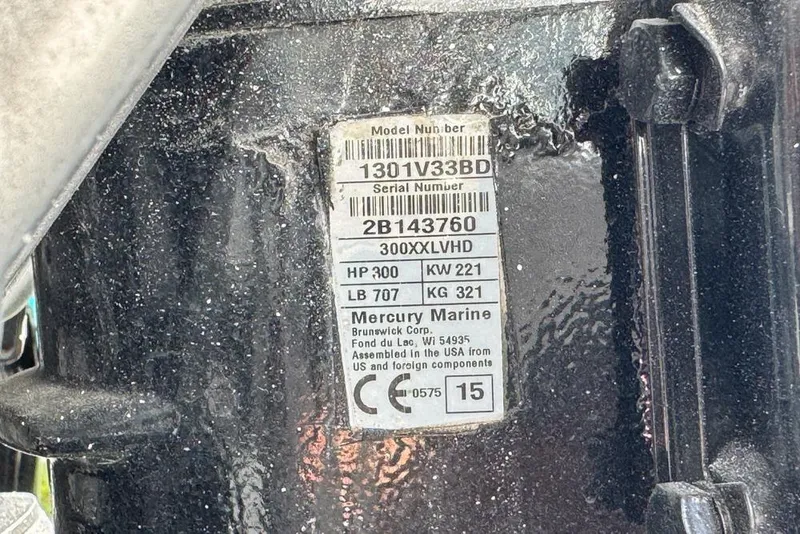 Model Number
1301V33BD
Serial Number
2B143760
300XXLVHD
HP 300 KW 221
LB 707 KG 321
Mercury Marine
Brunswick Corp.
Fond du Lac, Wi 54935
Assembled in the USA from
US and foreign components
CE 0575 15